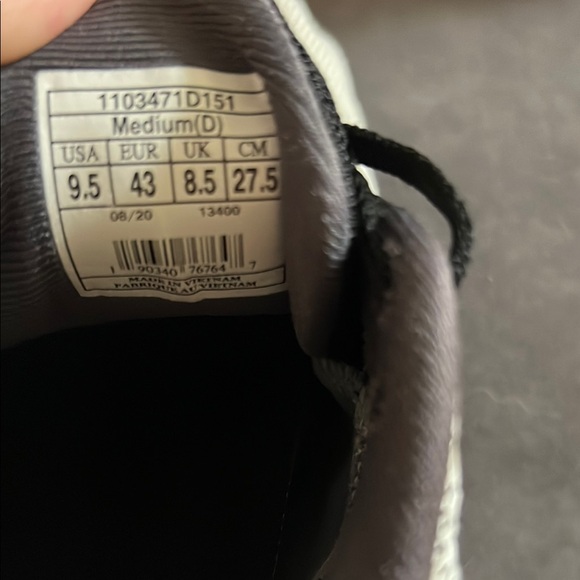 1103471D151
Medium(D)
USA EUR UK CM
9.5 43 8.5 27.5
08/20 13400
1 90340 76764 7
MADE IN VIETNAM
FABRIQUE AU VIETNAM